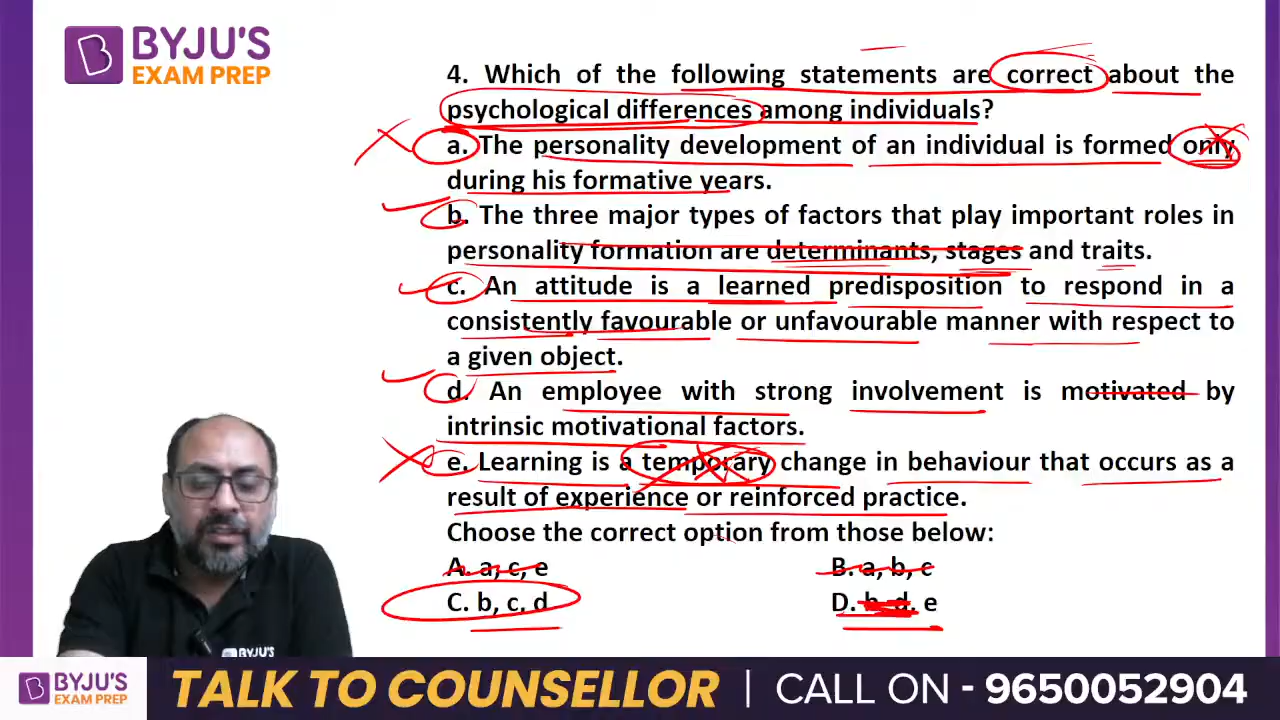 BYJU'S
EXAM PREP
4. Which of the following statements are correct about the
psychological differences among individuals?
a. The personality development of an individual is formed only
during his formative years.
b. The three major types of factors that play important roles in
personality formation are determinants, stages and traits.
c. An attitude is a learned predisposition to respond in a
consistently favourable or unfavourable manner with respect to
a given object.
d. An employee with strong involvement is motivated by
intrinsic motivational factors.
e. Learning is a temporary change in behaviour that occurs as a
result of experience or reinforced practice.
Choose the correct option from those below:
A. a, c, e
B. a, b, c
C. b, c, d
D. b, d, e
BYJU'S
BYJU'S
EXAM PREP
TALK TO COUNSELLOR | CALL ON - 9650052904